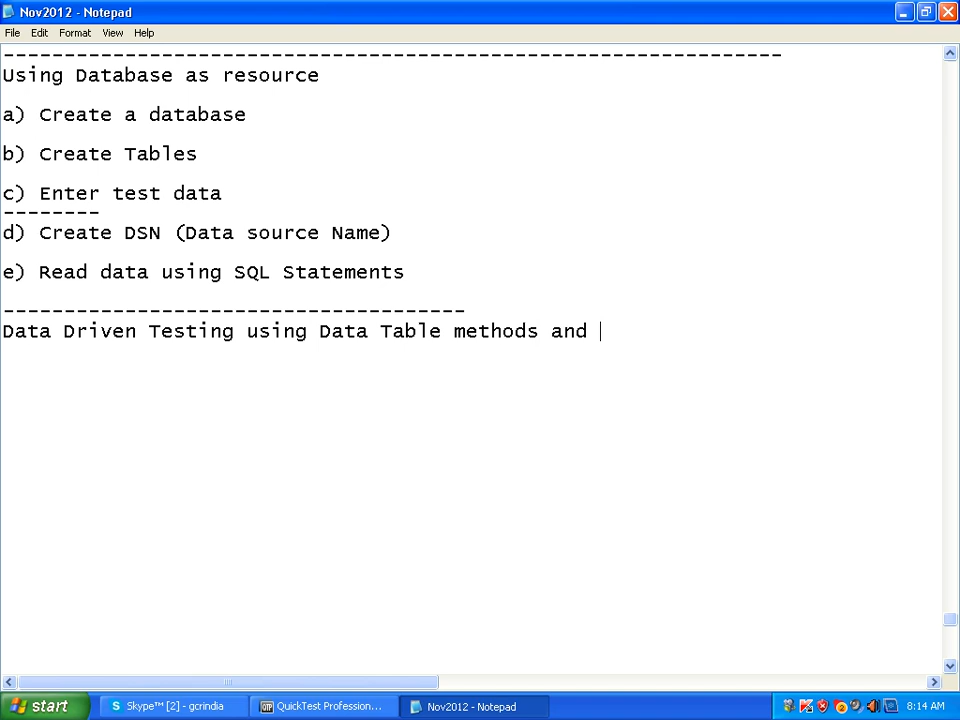 Nov2012 - Notepad
File Edit Format View Help
----------------------------------------------------------------
Using Database as resource
a) Create a database
b) Create Tables
c) Enter test data
--------
d) Create DSN (Data source Name)
e) Read data using SQL Statements
--------------------------------------
Data Driven Testing using Data Table methods and
start
Skype™ [2] - gcrindia
QuickTest Profession...
Nov2012 - Notepad
8:14 AM